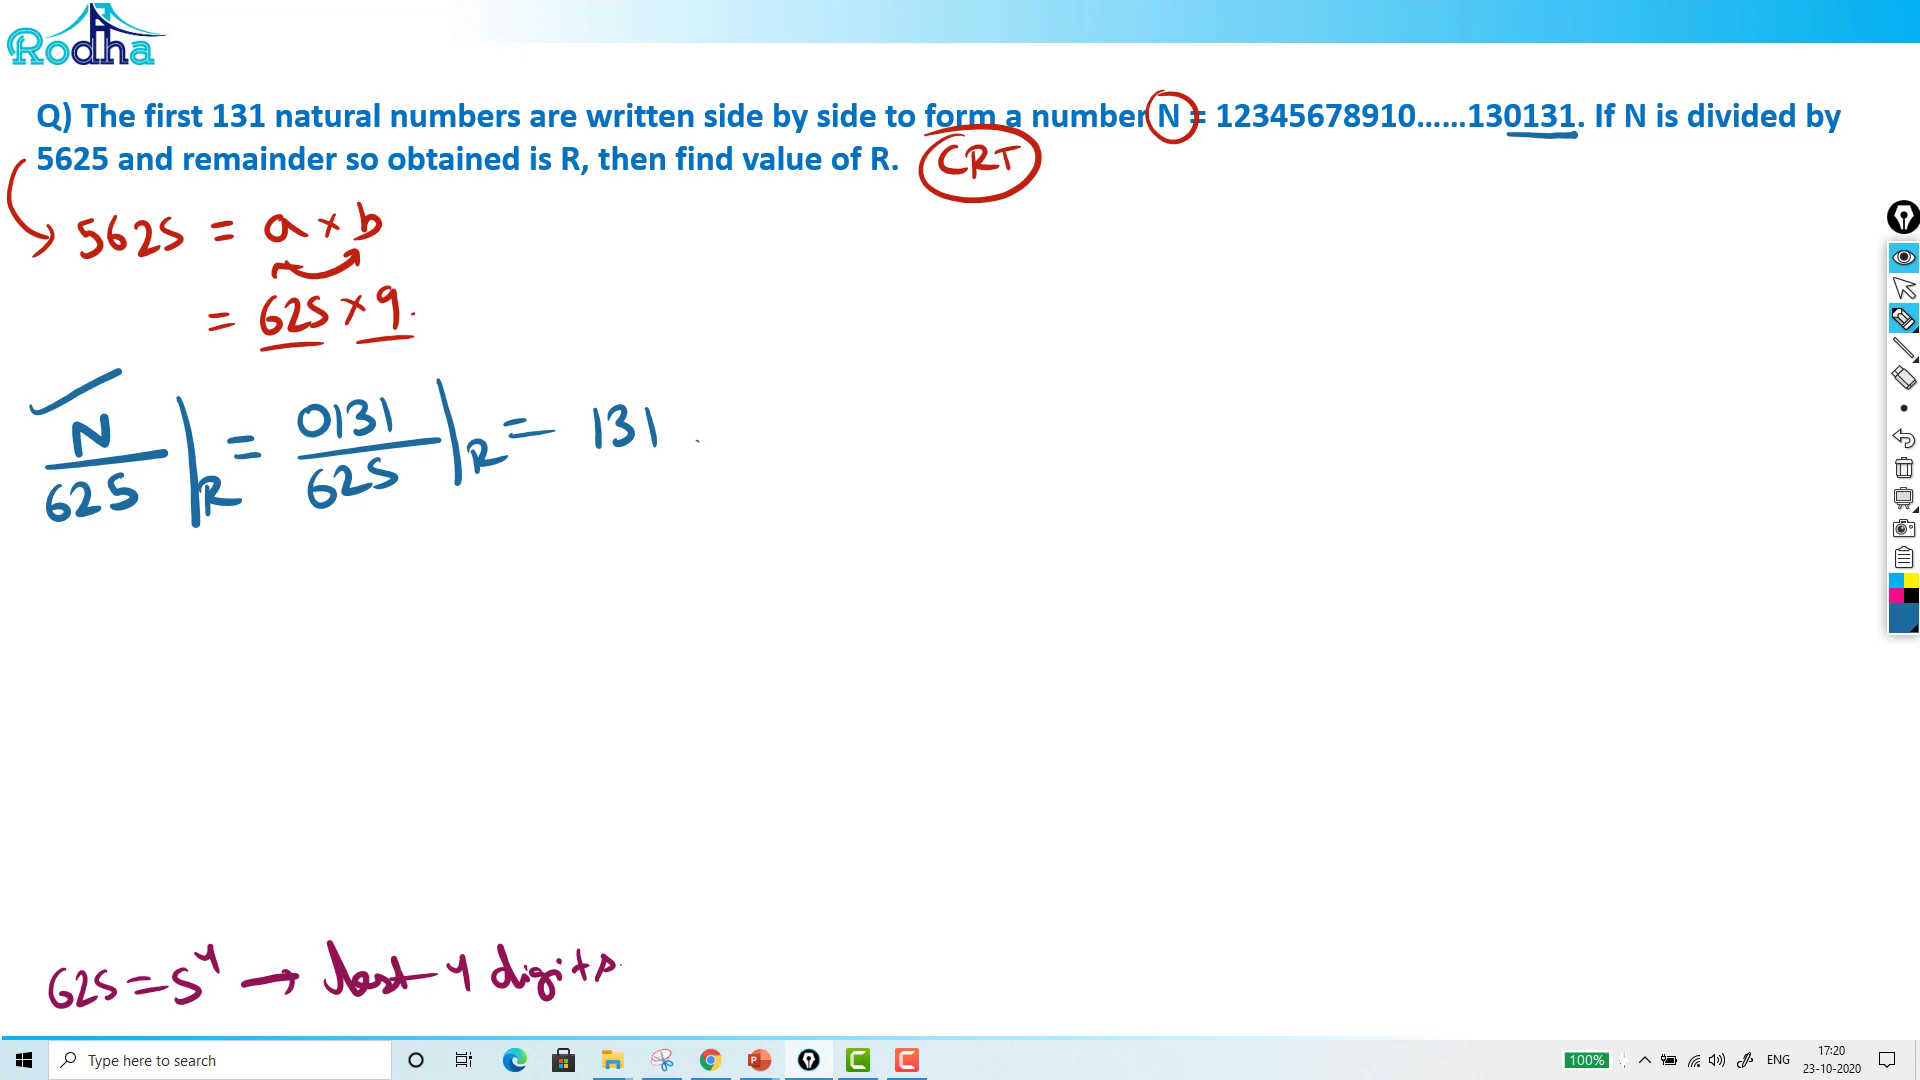 Rodha
Q) The first 131 natural numbers are written side by side to form a number N = 12345678910......130131. If N is divided by
5625 and remainder so obtained is R, then find value of R.
CRT
5625 = a × b
= 625 × 9.
N/625 |R = 0131/625 |R = 131
625 = 5⁴ → last 4 digits
Type here to search
100%
ENG
17:20
23-10-2020